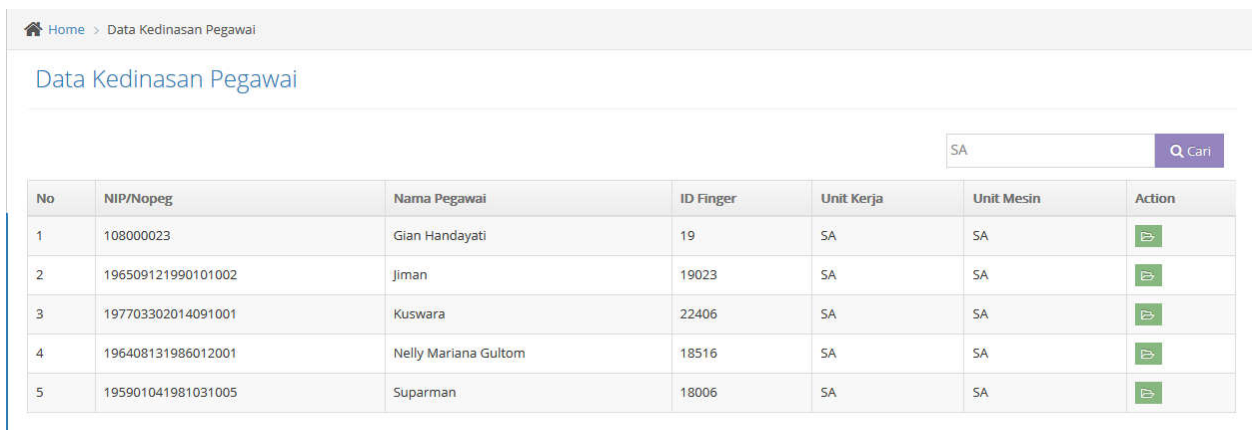 Home > Data Kedinasan Pegawai
Data Kedinasan Pegawai
SA Cari
No NIP/Nopeg Nama Pegawai ID Finger Unit Kerja Unit Mesin Action
1 108000023 Gian Handayati 19 SA SA
2 196509121990101002 Jiman 19023 SA SA
3 197703302014091001 Kuswara 22406 SA SA
4 196408131986012001 Nelly Mariana Gultom 18516 SA SA
5 195901041981031005 Suparman 18006 SA SA